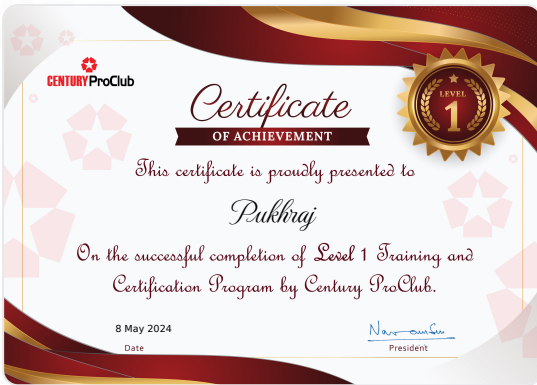 CENTURY ProClub
Certificate
OF ACHIEVEMENT
LEVEL
1
This certificate is proudly presented to
Pukhraj
On the successful completion of Level 1 Training and
Certification Program by Century ProClub.
8 May 2024
Date
President